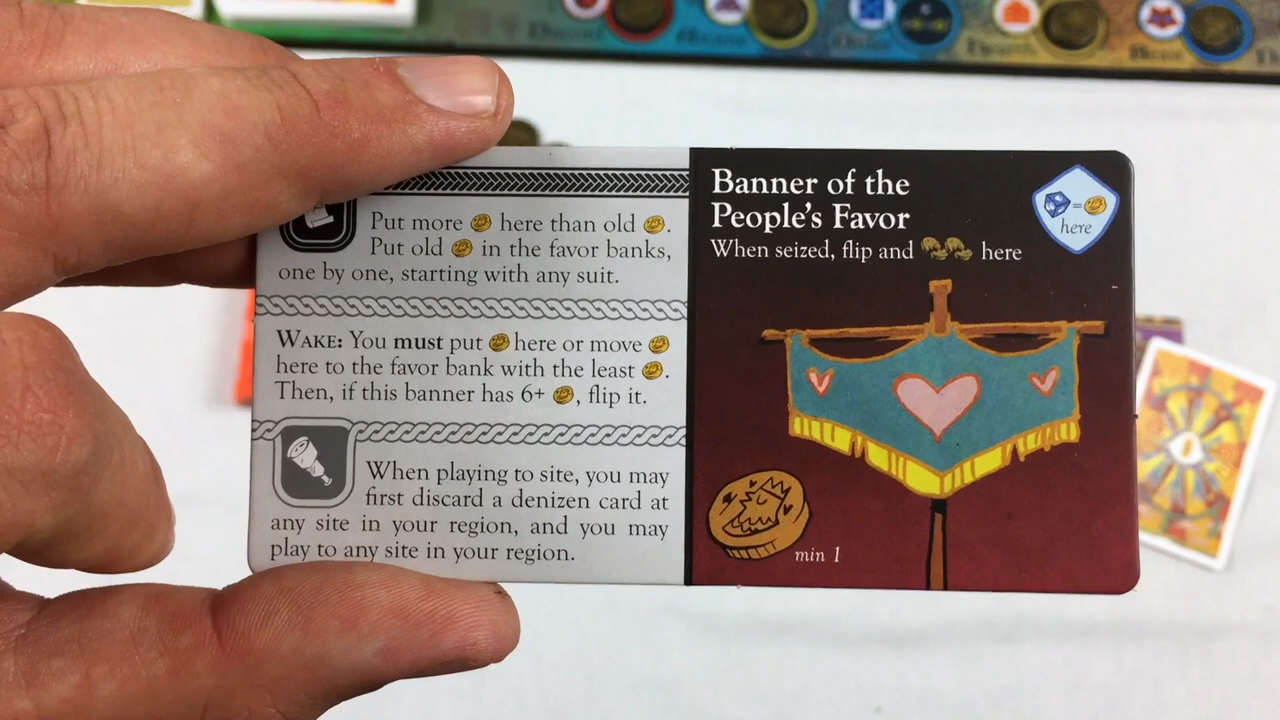 Put more here than old .
Put old in the favor banks,
one by one, starting with any suit.
WAKE: You must put here or move
here to the favor bank with the least .
Then, if this banner has 6+ , flip it.
When playing to site, you may
first discard a denizen card at
any site in your region, and you may
play to any site in your region.
Banner of the
People's Favor
When seized, flip and here
=
here
min 1